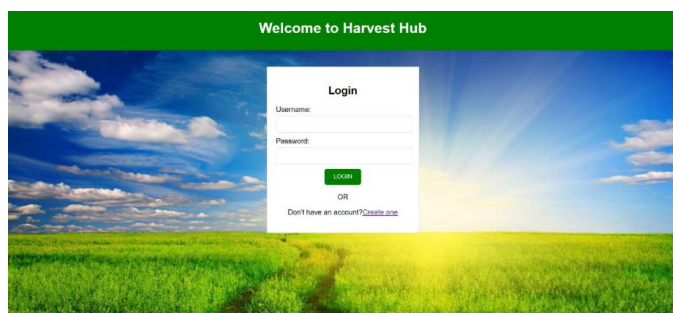 Welcome to Harvest Hub
Login
Username:
Password:
LOGIN
OR
Don't have an account?Create one